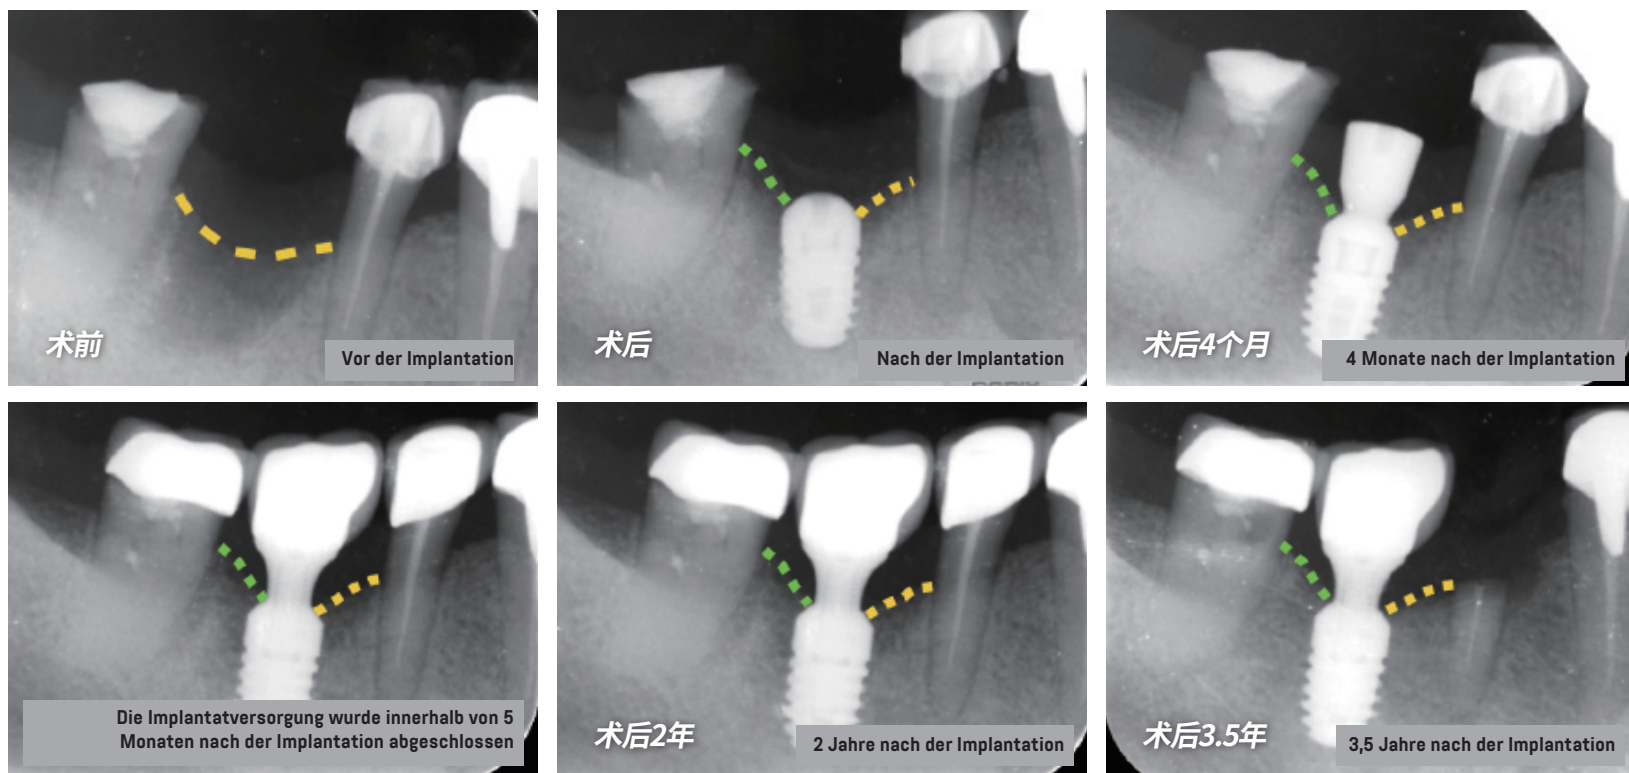 术前
Vor der Implantation
术后
Nach der Implantation
术后4个月
4 Monate nach der Implantation
Die Implantatversorgung wurde innerhalb von 5
Monaten nach der Implantation abgeschlossen
术后2年
2 Jahre nach der Implantation
术后3.5年
3,5 Jahre nach der Implantation